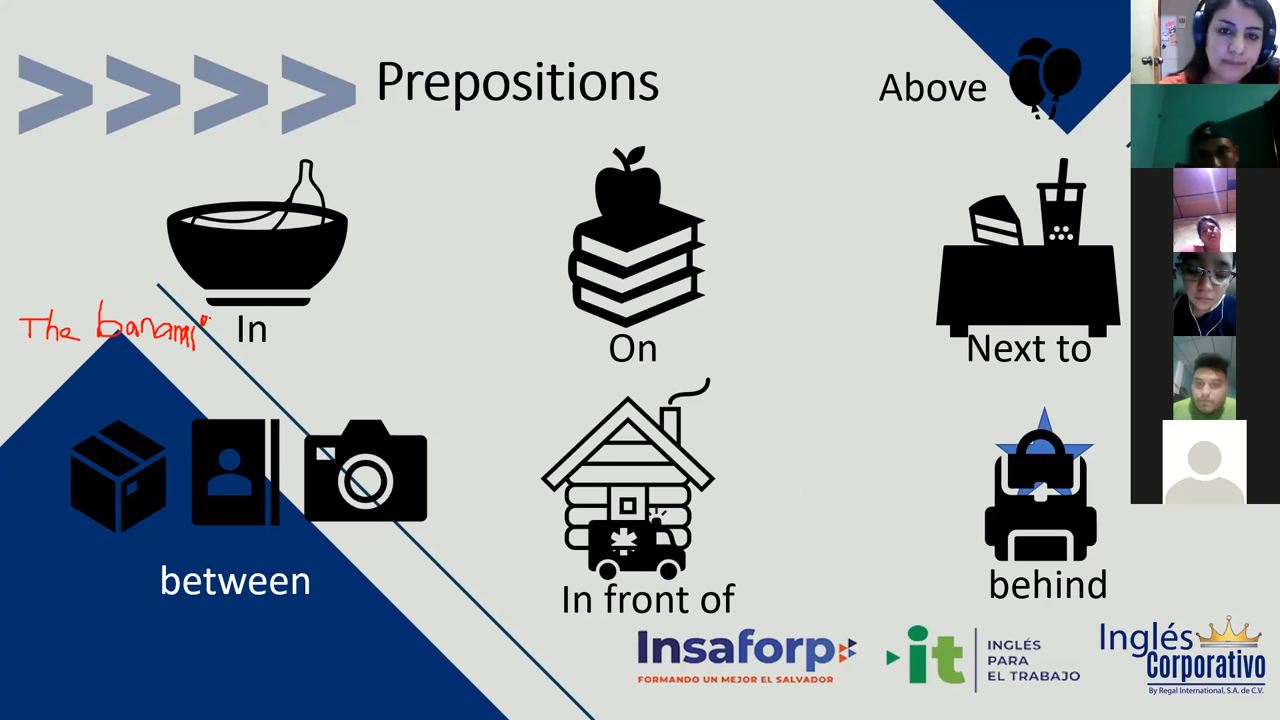 Prepositions
Above
The
In
On
Next to
between
In front of
behind
Insaforp
FORMANDO UN MEJOR EL SALVADOR
it
INGLÉS
PARA
EL TRABAJO
Inglés
Corporativo
By Regal International, S.A. de C.V.